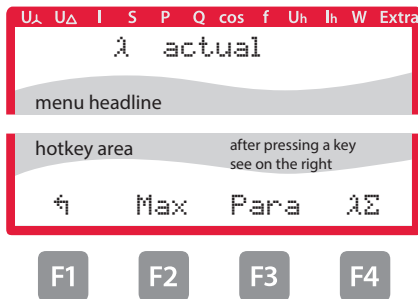 U⅄ U△ I S P Q cos f Uh Ih W Extra
λ actual
menu headline
hotkey area
after pressing a key
see on the right
↰ Max Para λΣ
F1 F2 F3 F4